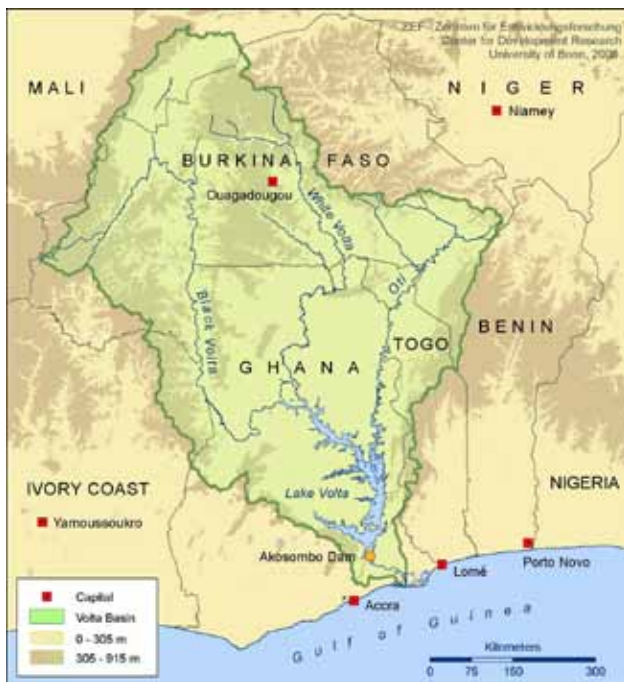 ZEF - Zentrum für Entwicklungsforschung
Center for Development Research
University of Bonn,
MALI
NIGER
Niamey
BURKINA FASO
Ouagadougou
White Volta
Black Volta
Oti
BENIN
TOGO
GHANA
IVORY COAST
Yamoussoukro
NIGERIA
Lake Volta
Akosombo Dam
Lomé
Porto Novo
Accra
Gulf of Guinea
Capital
Volta Basin
0 - 305 m
305 - 915 m
Kilometers
0 75 150 300